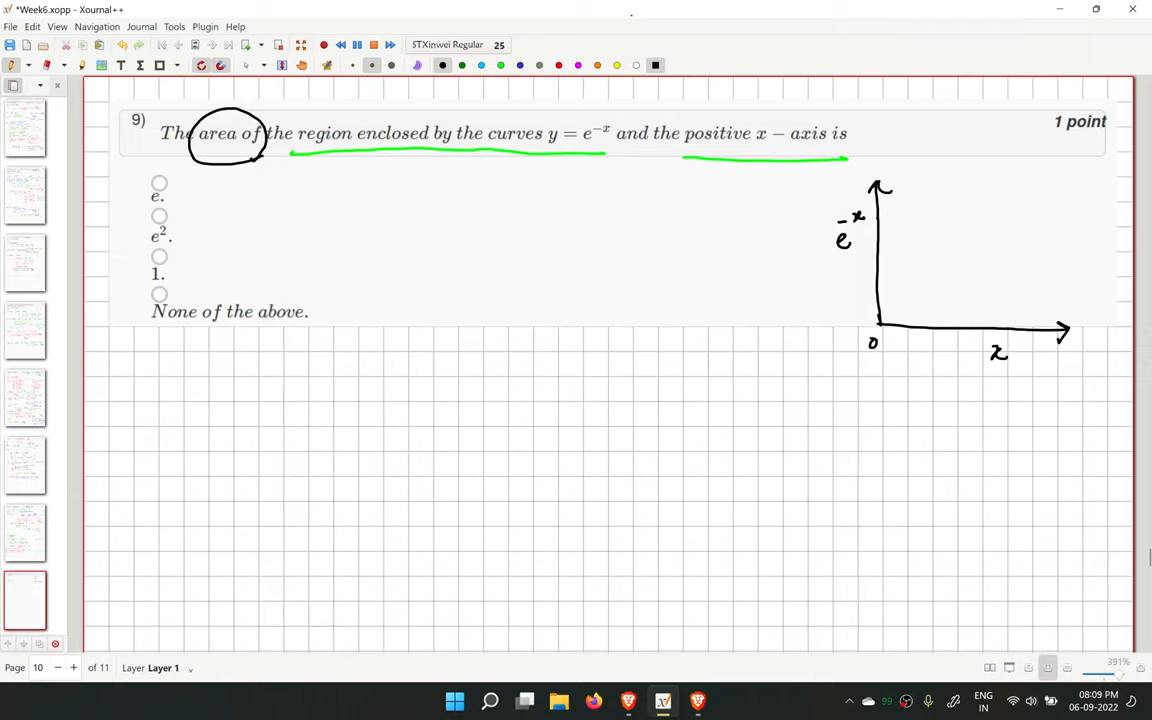 *Week6.xopp - Xournal++
File Edit View Navigation Journal Tools Plugin Help
STXinwei Regular 25
9) The area of the region enclosed by the curves y = e^{-x} and the positive x − axis is 1 point
e.
e^2.
1.
None of the above.
e^{-x}
0
x
Page 10 of 11 Layer Layer 1
391%
99
ENG
IN
08:09 PM
06-09-2022